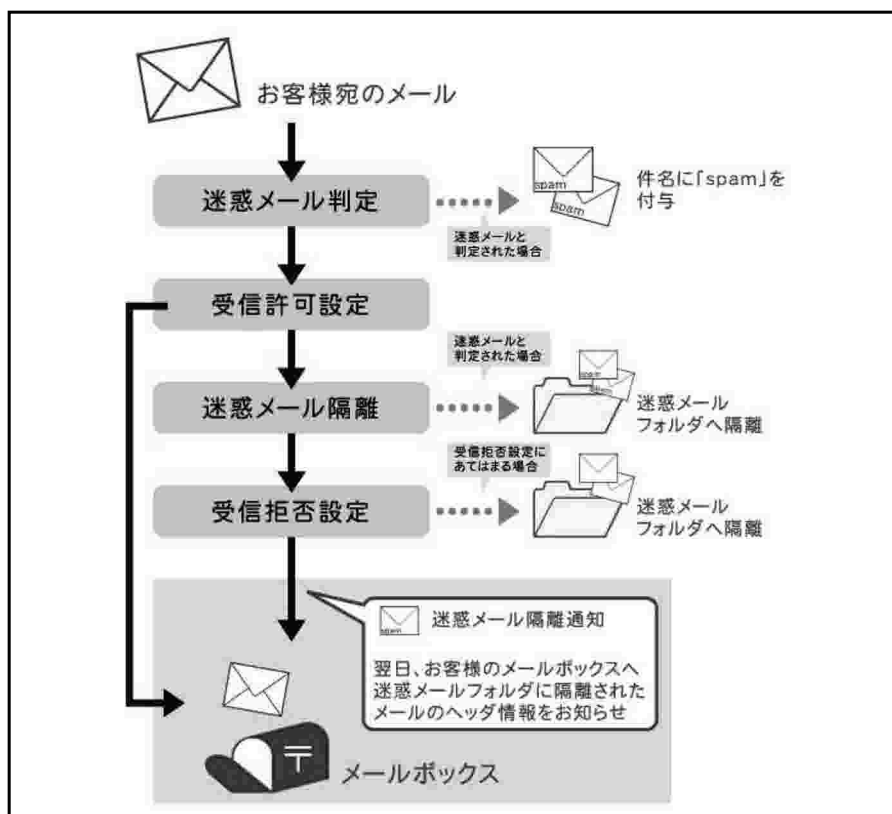 お客様宛のメール
迷惑メール判定
spam
spam
件名に「spam」を
付与
迷惑メールと
判定された場合
受信許可設定
迷惑メールと
判定された場合
迷惑メール隔離
spam
spam
迷惑メール
フォルダへ隔離
受信拒否設定に
あてはまる場合
受信拒否設定
迷惑メール
フォルダへ隔離
spam
迷惑メール隔離通知
翌日、お客様のメールボックスへ
迷惑メールフォルダに隔離された
メールのヘッダ情報をお知らせ
〒
メールボックス